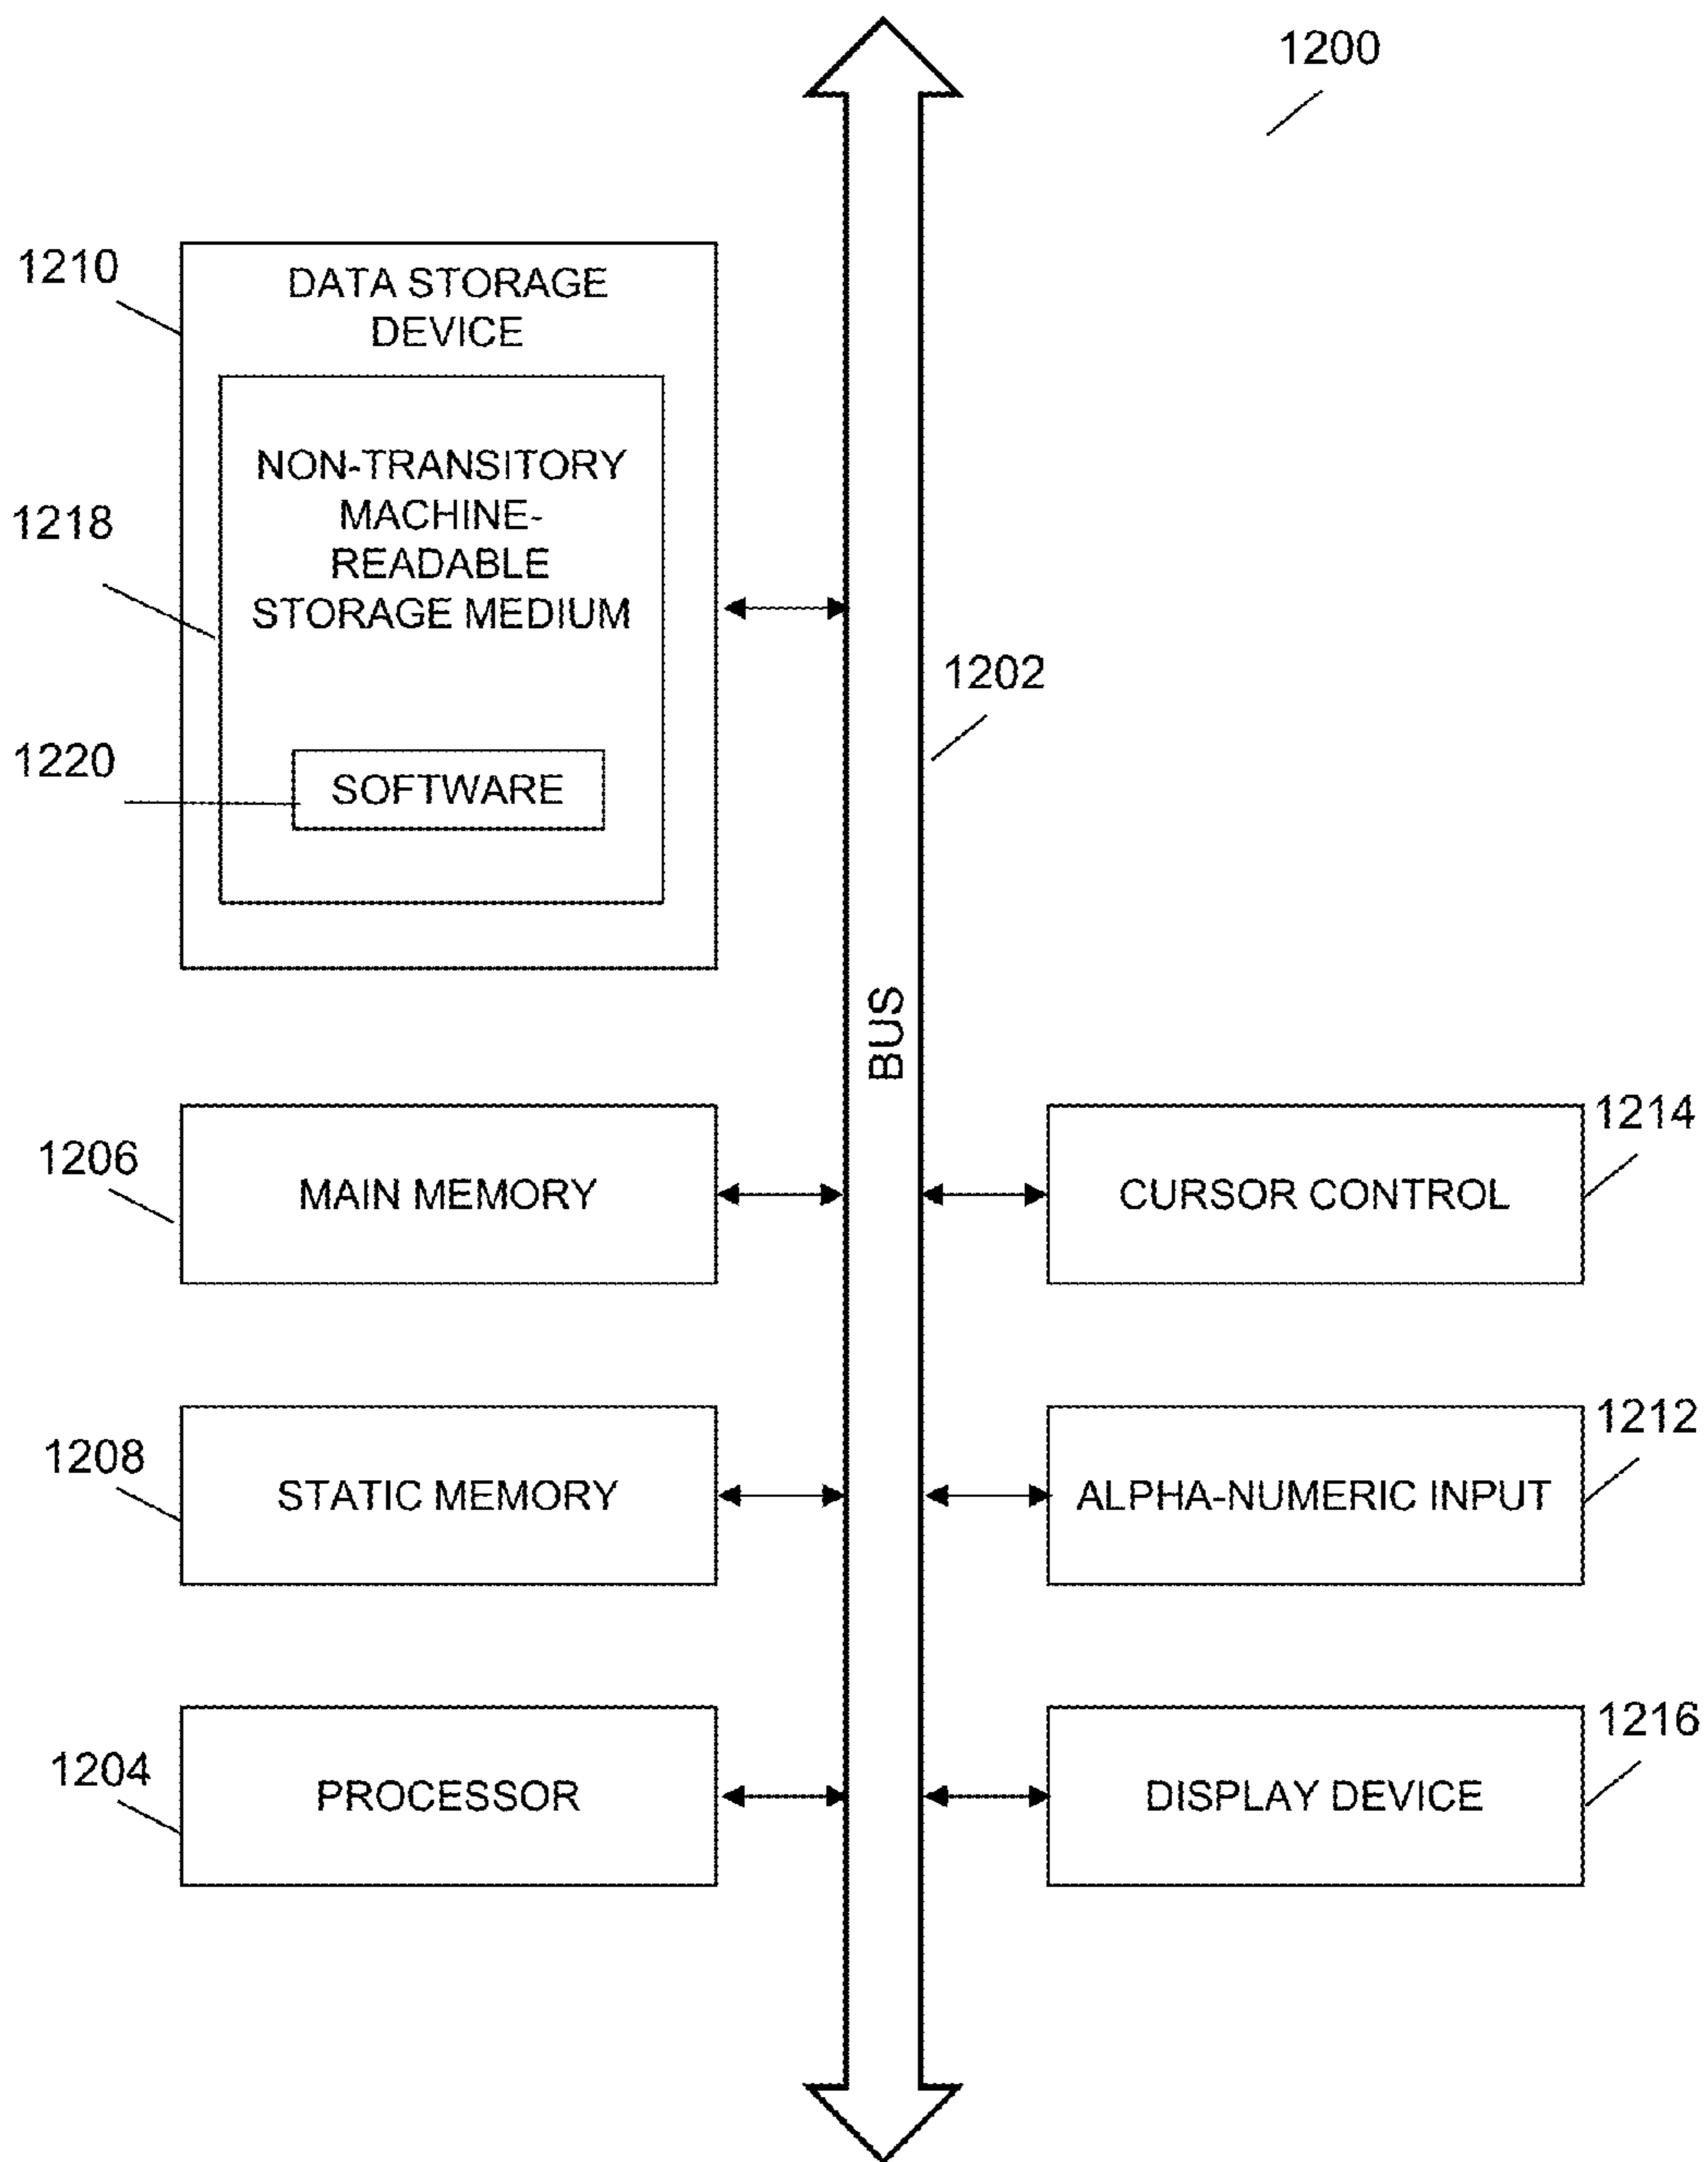 1200
1210
DATA STORAGE
DEVICE
NON-TRANSITORY
MACHINE-
READABLE
STORAGE MEDIUM
1218
1202
1220
SOFTWARE
BUS
1206
MAIN MEMORY
CURSOR CONTROL
1214
1208
STATIC MEMORY
ALPHA-NUMERIC INPUT
1212
1204
PROCESSOR
DISPLAY DEVICE
1216